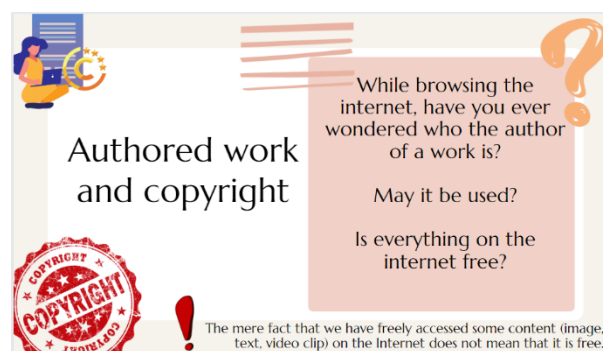 Authored work
and copyright
While browsing the
internet, have you ever
wondered who the author
of a work is?
May it be used?
Is everything on the
internet free?
COPYRIGHT
COPYRIGHT
COPYRIGHT
The mere fact that we have freely accessed some content (image,
text, video clip) on the Internet does not mean that it is free.